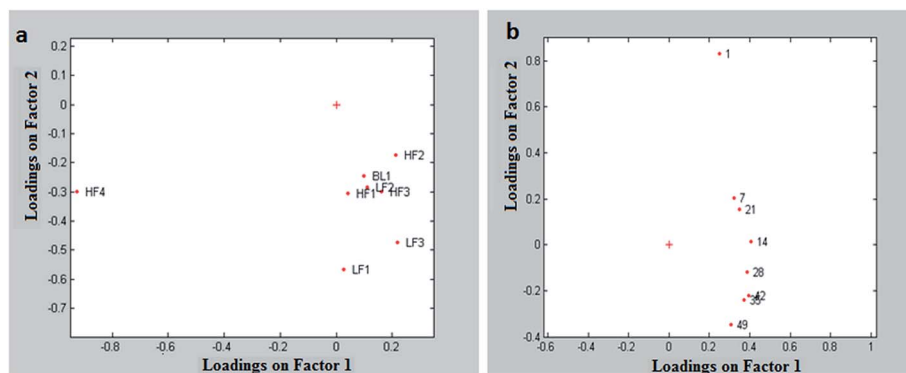 a
Loadings on Factor 2
0.2
0.1
0
-0.1
-0.2
-0.3
-0.4
-0.5
-0.6
-0.7
HF2
BL1
LF2
HF1
HF3
HF4
LF3
LF1
-0.8
-0.6
-0.4
-0.2
0
0.2
Loadings on Factor 1
b
Loadings on Factor 2
0.8
0.6
0.4
0.2
0
-0.2
-0.4
1
7
21
14
28
42
35
49
-0.6
-0.4
-0.2
0
0.2
0.4
0.6
0.8
1
Loadings on Factor 1